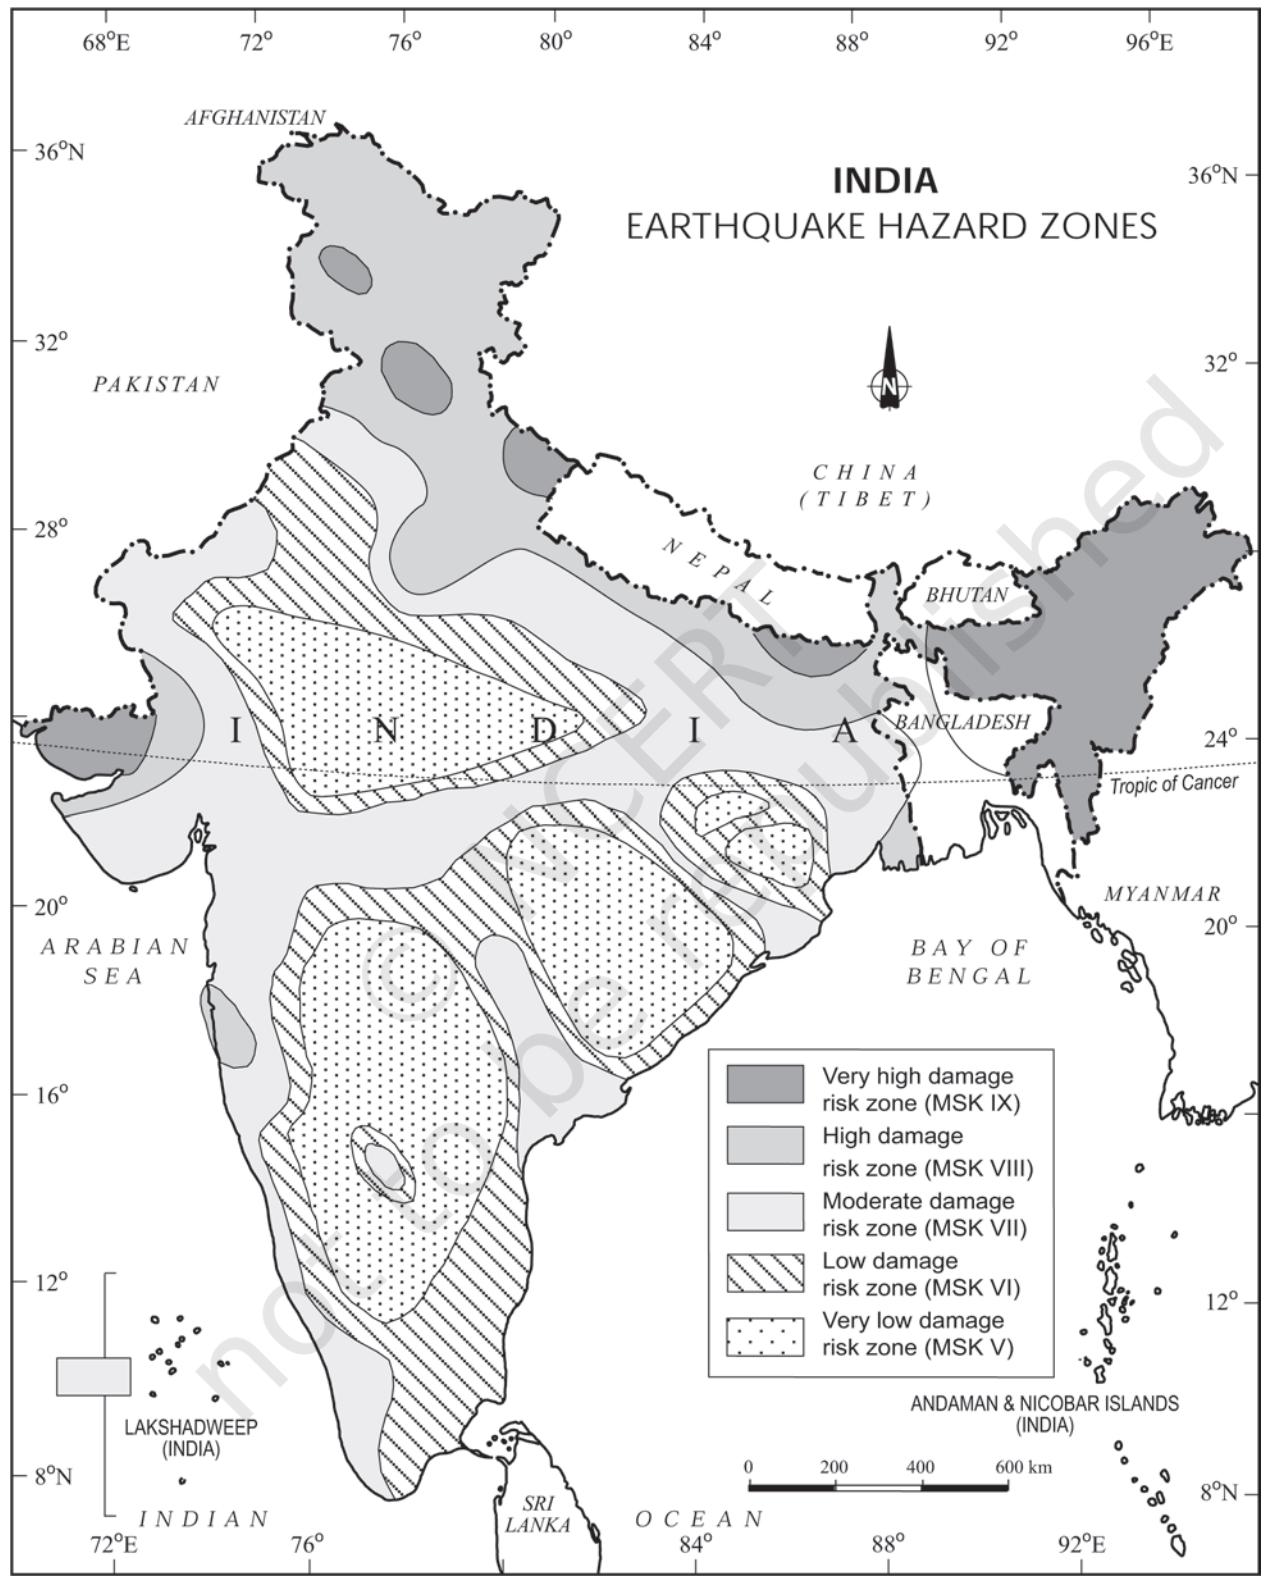 68°E 72° 76° 80° 84° 88° 92° 96°E
AFGHANISTAN
36°N
INDIA
36°N
EARTHQUAKE HAZARD ZONES
32°
32°
N
PAKISTAN
CHINA
(TIBET)
28°
NEPAL
BHUTAN
I N D I A
BANGLADESH
24°
Tropic of Cancer
MYANMAR
20°
20°
ARABIAN
SEA
BAY OF
BENGAL
Very high damage
risk zone (MSK IX)
High damage
risk zone (MSK VIII)
Moderate damage
risk zone (MSK VII)
Low damage
risk zone (MSK VI)
Very low damage
risk zone (MSK V)
16°
12°
12°
LAKSHADWEEP
(INDIA)
ANDAMAN & NICOBAR ISLANDS
(INDIA)
0 200 400 600 km
8°N
8°N
SRI
LANKA
INDIAN OCEAN
72°E 76° 84° 88° 92°E
© NCERT
not to be republished